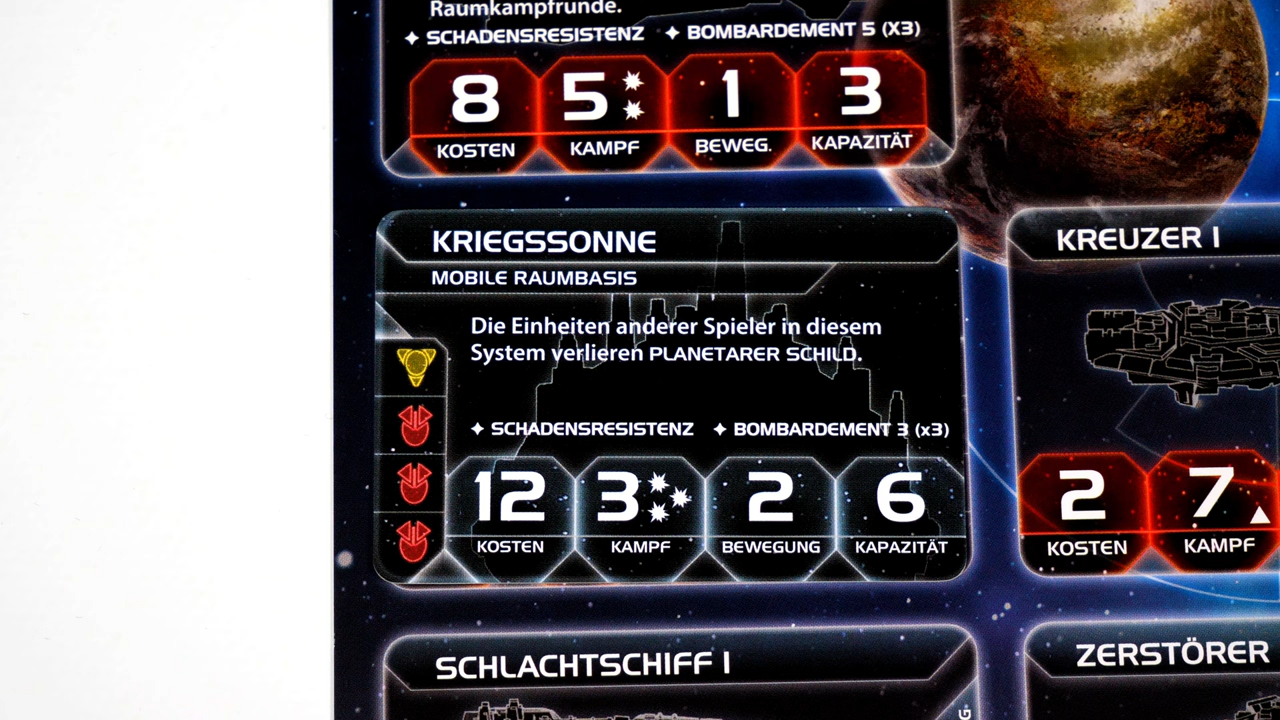 Raumkampfrunde.
✦ SCHADENSRESISTENZ ✦ BOMBARDEMENT 5 (X3)
8 5 1 3
KOSTEN KAMPF BEWEG. KAPAZITÄT
KRIEGSSONNE
MOBILE RAUMBASIS
Die Einheiten anderer Spieler in diesem
System verlieren PLANETARER SCHILD.
✦ SCHADENSRESISTENZ ✦ BOMBARDEMENT 3 (x3)
12 3 2 6
KOSTEN KAMPF BEWEGUNG KAPAZITÄT
KREUZER I
2 7
KOSTEN KAMPF
SCHLACHTSCHIFF I
ZERSTÖRER